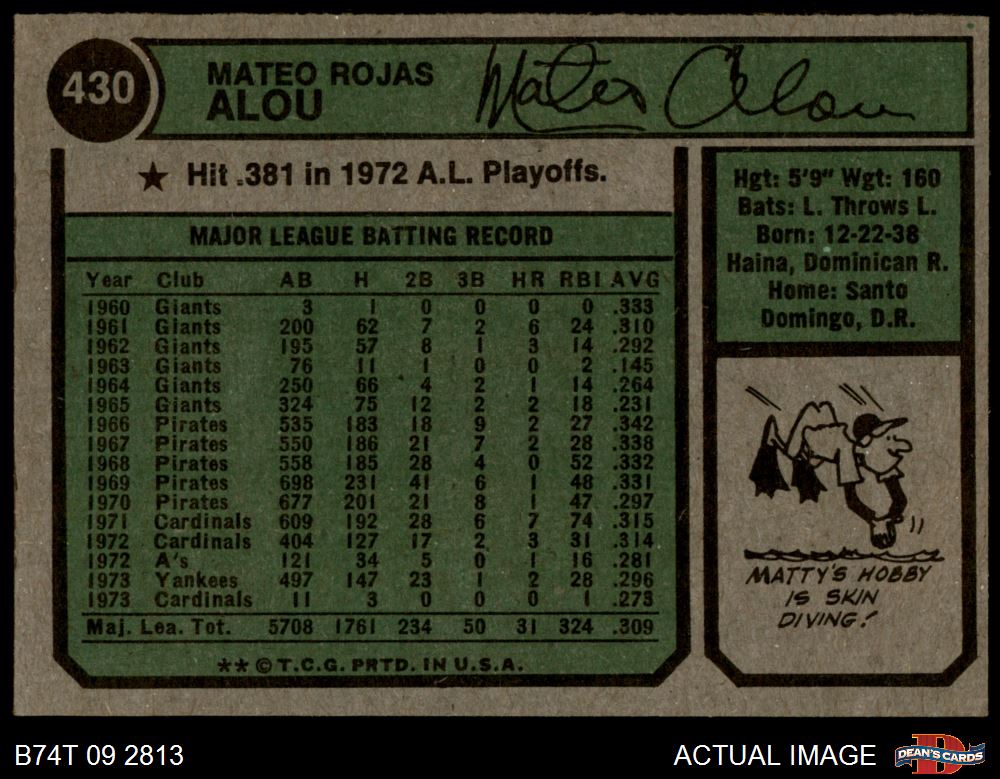 430
MATEO ROJAS
ALOU
Mateo Alou
★ Hit .381 in 1972 A.L. Playoffs.
MAJOR LEAGUE BATTING RECORD
Year Club AB H 2B 3B HR RBI AVG
1960 Giants 3 1 0 0 0 0 .333
1961 Giants 200 62 7 2 6 24 .310
1962 Giants 195 57 8 1 3 14 .292
1963 Giants 76 11 1 0 0 2 .145
1964 Giants 250 66 4 2 1 14 .264
1965 Giants 324 75 12 2 2 18 .231
1966 Pirates 535 183 18 9 2 27 .342
1967 Pirates 550 186 21 7 2 28 .338
1968 Pirates 558 185 28 4 0 52 .332
1969 Pirates 698 231 41 6 1 48 .331
1970 Pirates 677 201 21 8 1 47 .297
1971 Cardinals 609 192 28 6 7 74 .315
1972 Cardinals 404 127 17 2 3 31 .314
1972 A's 121 34 5 0 1 16 .281
1973 Yankees 497 147 23 1 2 28 .296
1973 Cardinals 11 3 0 0 0 1 .273
Maj. Lea. Tot. 5708 1761 234 50 31 324 .309
** © T.C.G. PRTD. IN U.S.A.
Hgt: 5'9" Wgt: 160
Bats: L. Throws L.
Born: 12-22-38
Haina, Dominican R.
Home: Santo
Domingo, D.R.
MATTY'S HOBBY
IS SKIN
DIVING!
B74T 09 2813
ACTUAL IMAGE
DEAN'S CARDS